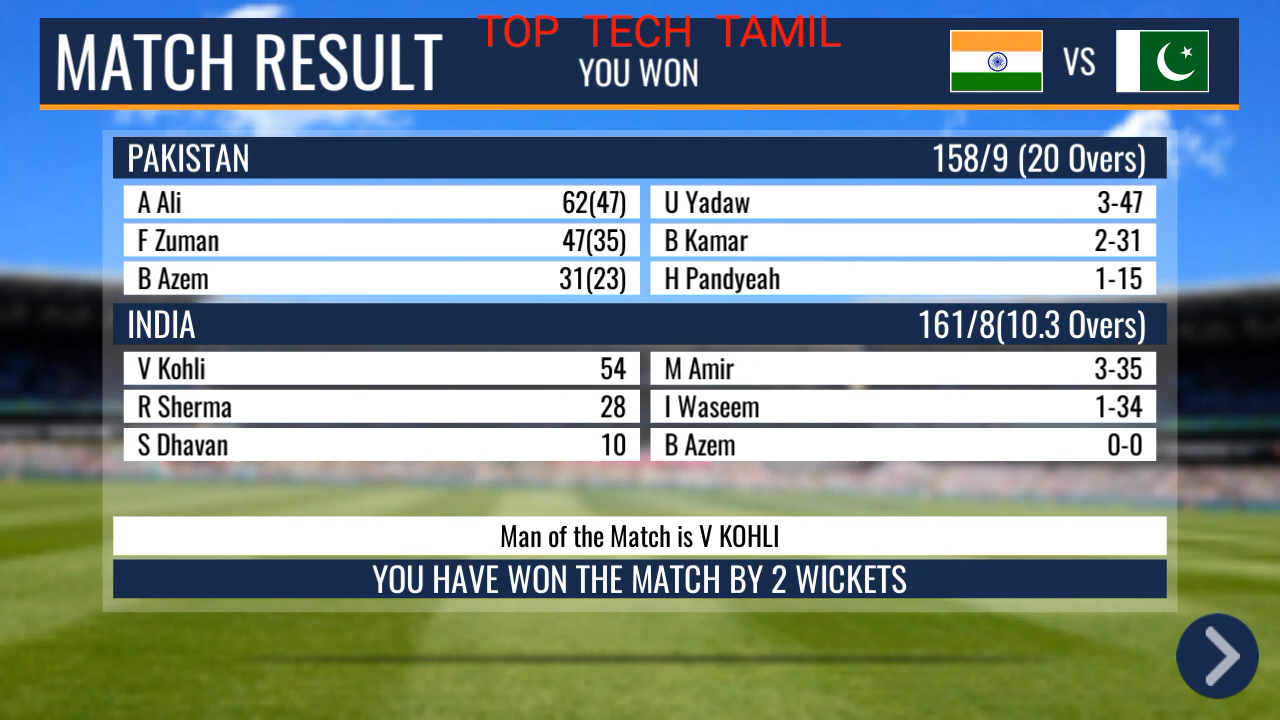 TOP TECH TAMIL
MATCH RESULT
YOU WON
VS
PAKISTAN 158/9 (20 Overs)
A Ali 62(47) U Yadaw 3-47
F Zuman 47(35) B Kamar 2-31
B Azem 31(23) H Pandyeah 1-15
INDIA 161/8(10.3 Overs)
V Kohli 54 M Amir 3-35
R Sherma 28 I Waseem 1-34
S Dhavan 10 B Azem 0-0
Man of the Match is V KOHLI
YOU HAVE WON THE MATCH BY 2 WICKETS